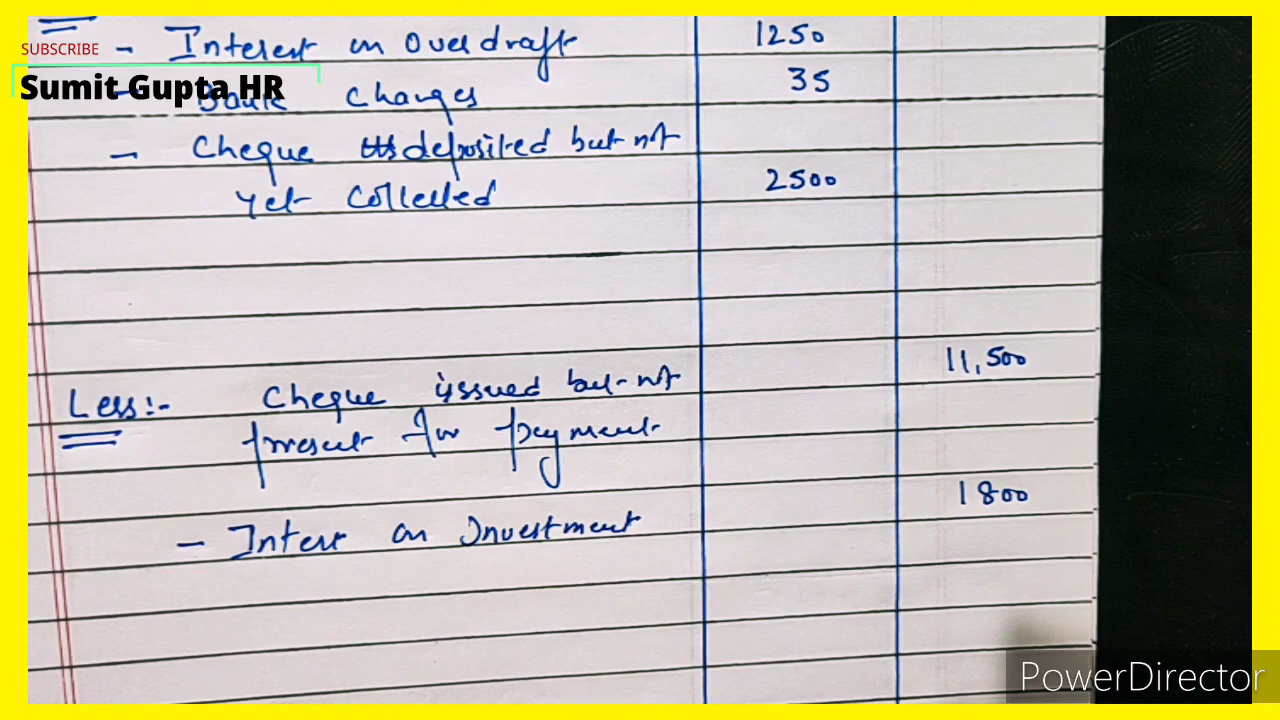 - Interest on Overdraft 1250
SUBSCRIBE
Sumit Gupta HR
- Bank Charges 35
- Cheque deposited but not
yet Collected 2500
Less:- Cheque issued but not 11,500
present for payment
- Interst on Investment 1800
PowerDirector